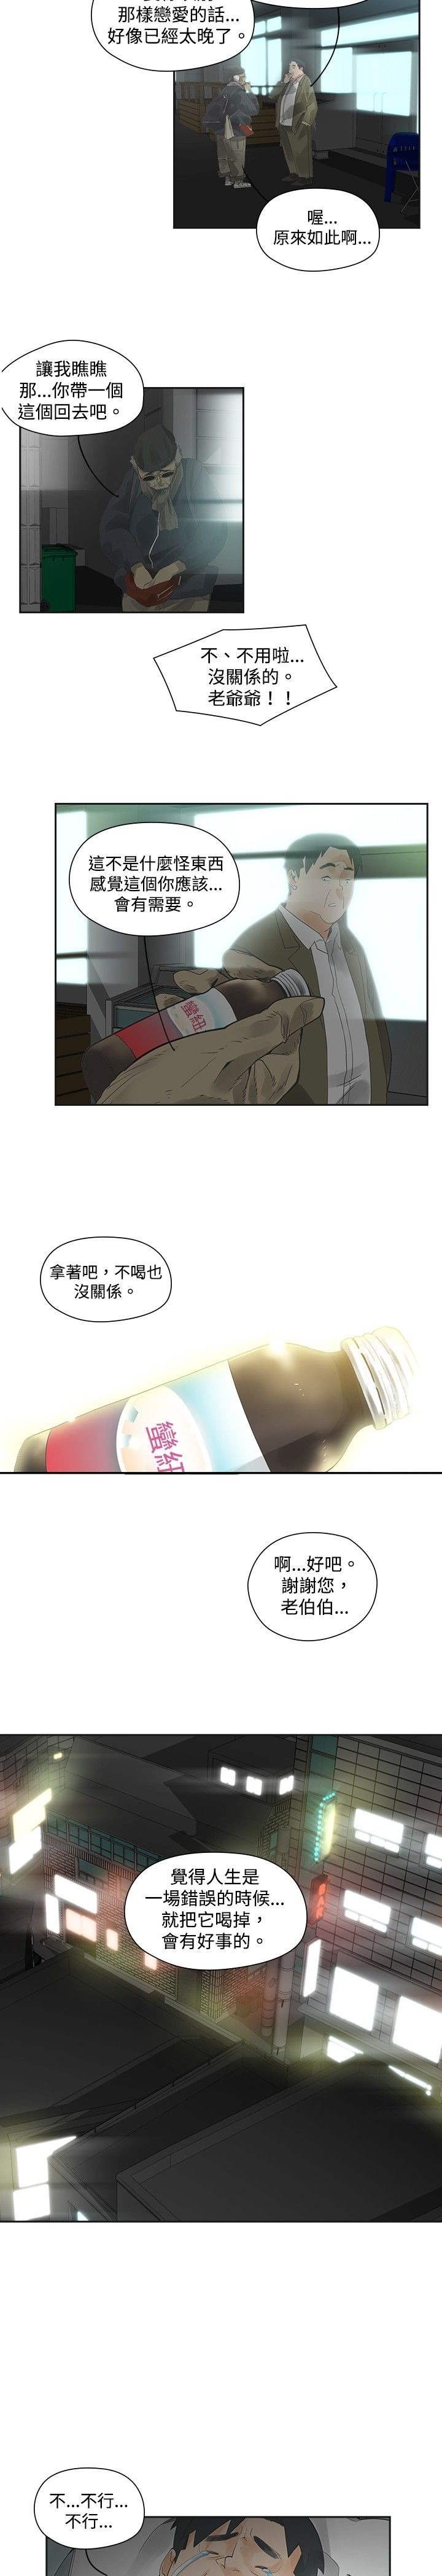 那樣戀愛的話...
好像已經太晚了。
喔...
原來如此啊...
讓我瞧瞧
那...你帶一個
這個回去吧。
不、不用啦...
沒關係的。
老爺爺！！
這不是什麼怪東西
感覺這個你應該...
會有需要。
蠻紐
拿著吧，不喝也
沒關係。
蠻紐
啊...好吧。
謝謝您，
老伯伯...
覺得人生是
一場錯誤的時候...
就把它喝掉，
會有好事的。
不...不行...
不行...